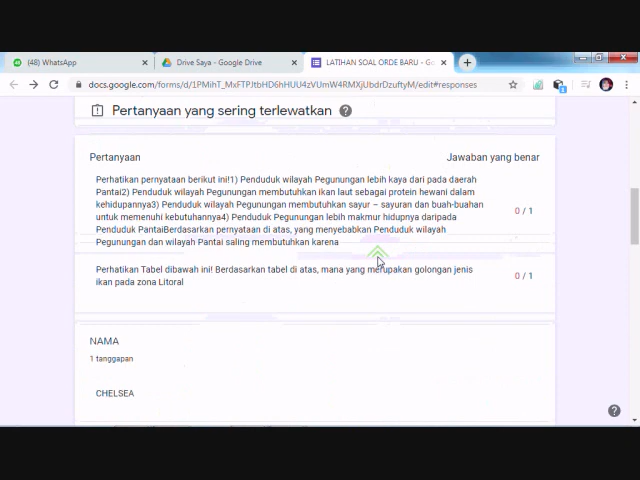 (48) WhatsApp
Drive Saya - Google Drive
LATIHAN SOAL ORDE BARU - Go
docs.google.com/forms/d/1PMihT_MxFTPJtbHD6hHUU4zVUmW4RMXjUbdrDzuftyM/edit#responses
Pertanyaan yang sering terlewatkan
Pertanyaan
Jawaban yang benar
Perhatikan pernyataan berikut ini!1) Penduduk wilayah Pegunungan lebih kaya dari pada daerah
Pantai2) Penduduk wilayah Pegunungan membutuhkan ikan laut sebagai protein hewani dalam
kehidupannya3) Penduduk wilayah Pegunungan membutuhkan sayur – sayuran dan buah-buahan
untuk memenuhi kebutuhannya4) Penduduk Pegunungan lebih makmur hidupnya daripada
Penduduk PantaiBerdasarkan pernyataan di atas, yang menyebabkan Penduduk wilayah
Pegunungan dan wilayah Pantai saling membutuhkan karena
0 / 1
Perhatikan Tabel dibawah ini! Berdasarkan tabel di atas, mana yang merupakan golongan jenis
ikan pada zona Litoral
0 / 1
NAMA
1 tanggapan
CHELSEA